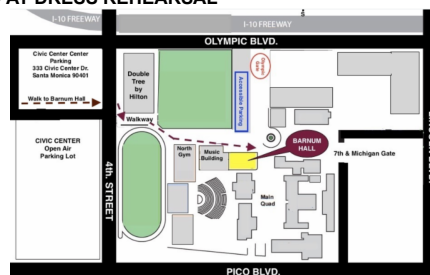 AT DRESS REHEARSAL
I-10 FREEWAY
I-10 FREEWAY
OLYMPIC BLVD.
Civic Center Center
Parking
333 Civic Center Dr.
Santa Monica 90401
Walk to Barnum Hall
Double
Tree
by
Hilton
Accessible Parking
Olympic
Gate
Walkway
CIVIC CENTER
Open Air
Parking Lot
4th. STREET
North
Gym
Music
Building
BARNUM
HALL
7th & Michigan Gate
Main
Quad
PICO BLVD.